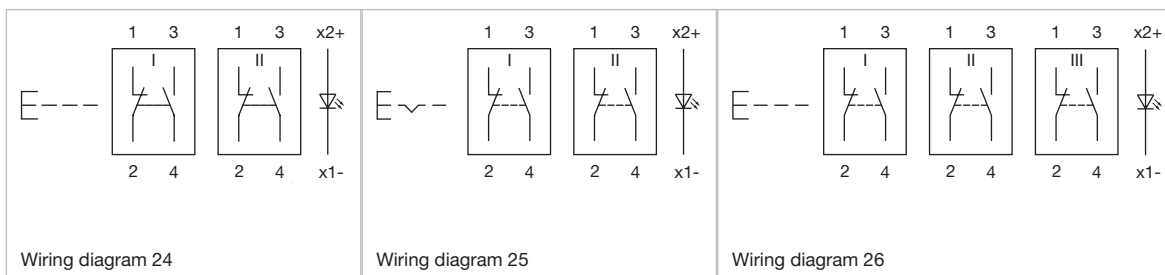 1 3 1 3 x2+
I II
2 4 2 4 x1-
Wiring diagram 24
1 3 1 3 x2+
I II
2 4 2 4 x1-
Wiring diagram 25
1 3 1 3 1 3 x2+
I II III
2 4 2 4 2 4 x1-
Wiring diagram 26